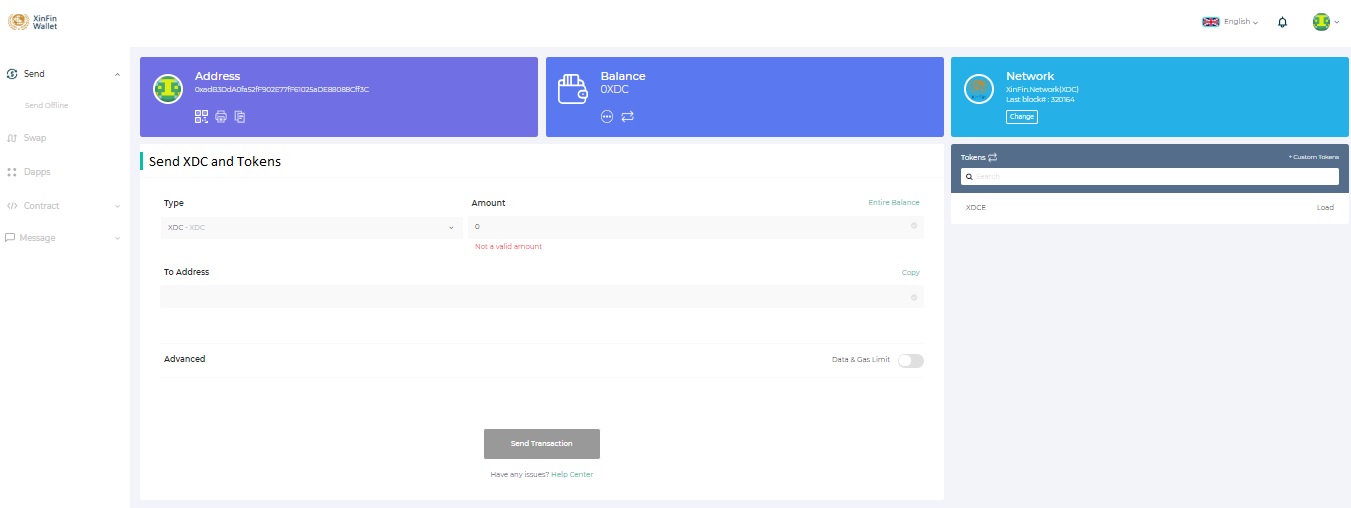 XinFin
Wallet
English
Send
Send Offline
Swap
Dapps
Contract
Message
Address
Balance
0XDC
Network
XinFin.Network(XDC)
Last block# : 320164
Change
Send XDC and Tokens
Type
Amount
Entire Balance
XDC - XDC
0
Not a valid amount
To Address
Copy
Advanced
Data & Gas Limit
Send Transaction
Have any issues? Help Center
Tokens
+ Custom Tokens
Search
XDCE
Load